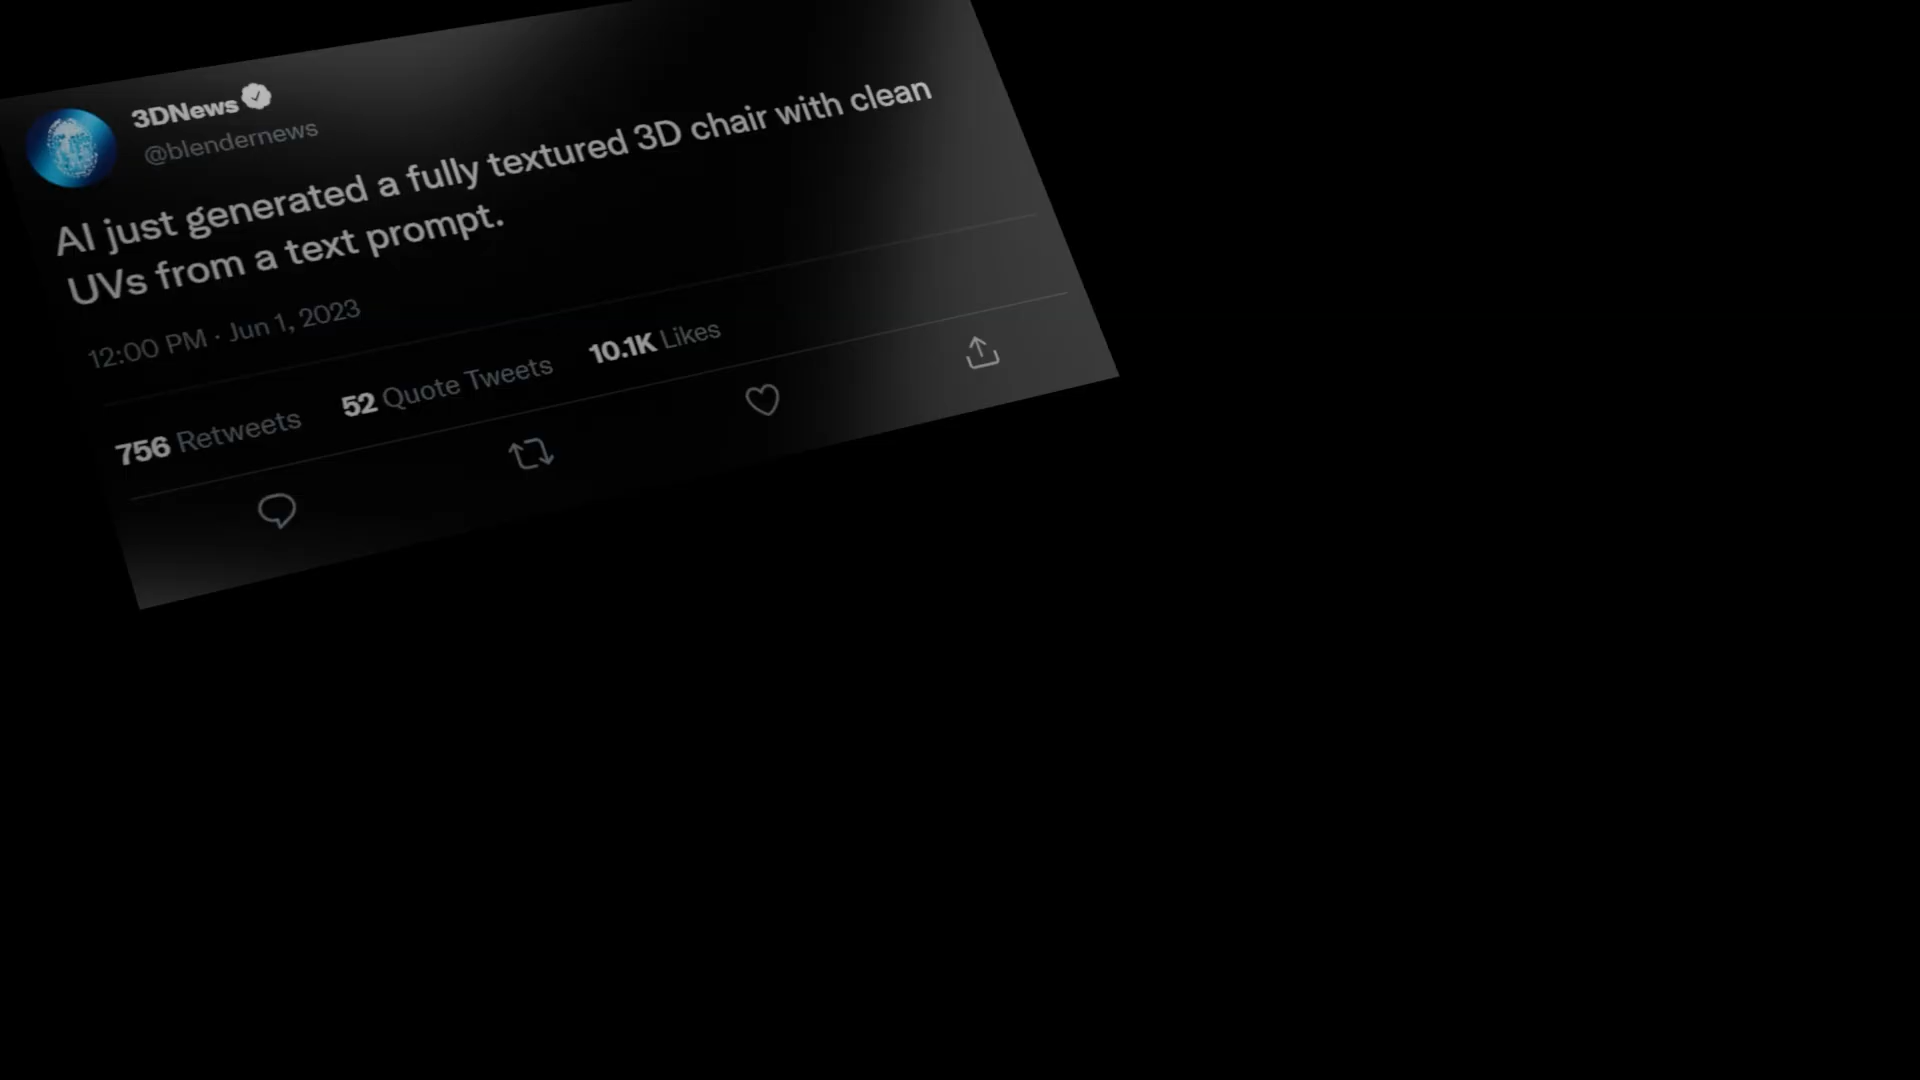 3DNews
@blendernews
AI just generated a fully textured 3D chair with clean
UVs from a text prompt.
12:00 PM · Jun 1, 2023
756 Retweets 52 Quote Tweets 10.1K Likes